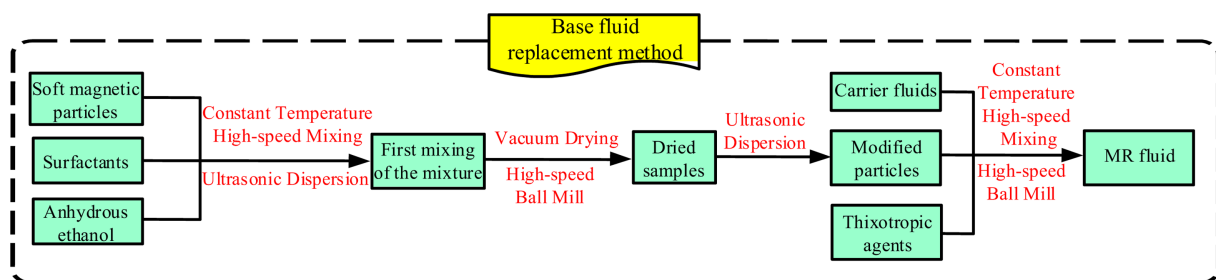 Base fluid
replacement method
Soft magnetic
particles
Surfactants
Anhydrous
ethanol
Constant Temperature
High-speed Mixing
Ultrasonic Dispersion
First mixing
of the mixture
Vacuum Drying
High-speed
Ball Mill
Dried
samples
Ultrasonic
Dispersion
Carrier fluids
Modified
particles
Thixotropic
agents
Constant
Temperature
High-speed
Mixing
High-speed
Ball Mill
MR fluid